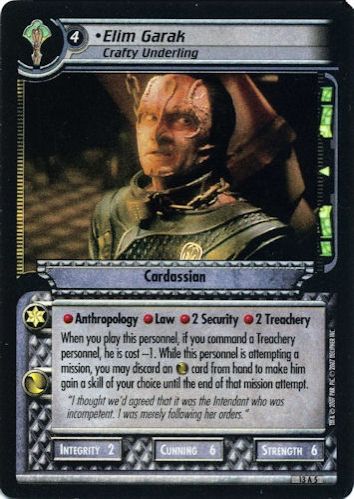 4
•Elim Garak
Crafty Underling
Cardassian
• Anthropology • Law • 2 Security • 2 Treachery
When you play this personnel, if you command a Treachery
personnel, he is cost -1. While this personnel is attempting a
mission, you may discard an card from hand to make him
gain a skill of your choice until the end of that mission attempt.
"I thought we'd agreed that it was the Intendant who was
incompetent. I was merely following her orders."
INTEGRITY 2 CUNNING 6 STRENGTH 6
13 A 5